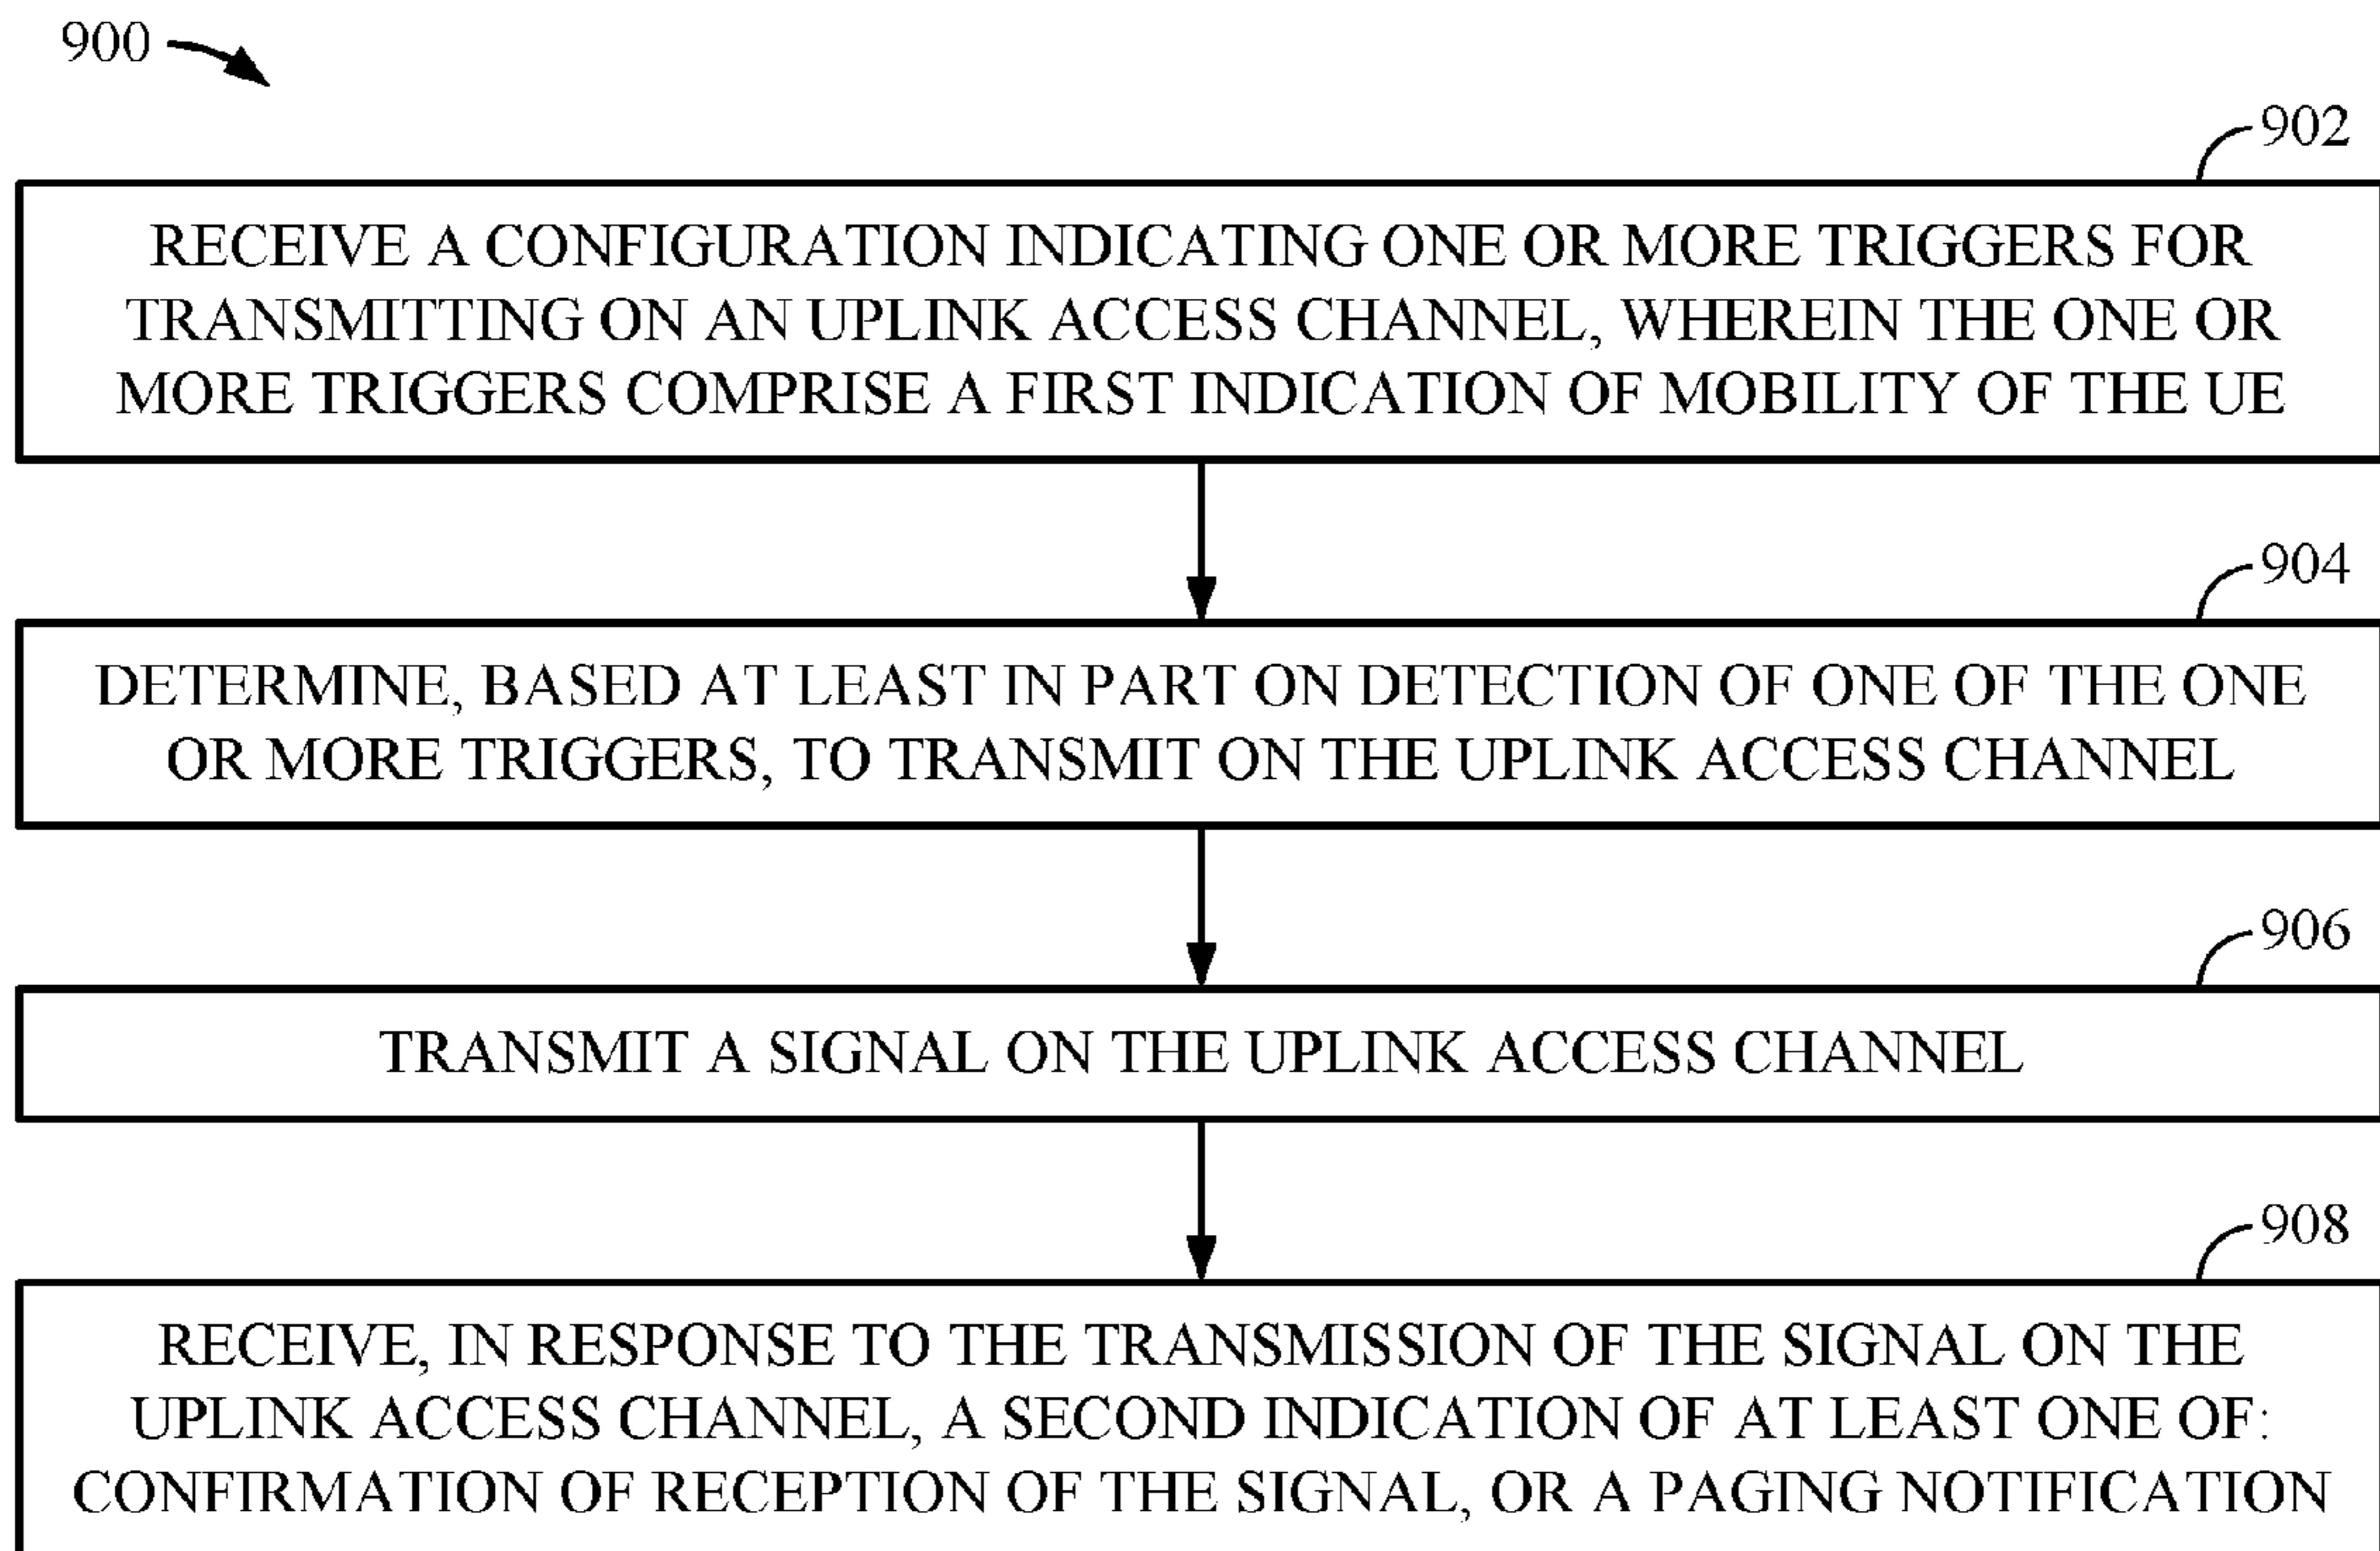 900
902
RECEIVE A CONFIGURATION INDICATING ONE OR MORE TRIGGERS FOR
TRANSMITTING ON AN UPLINK ACCESS CHANNEL, WHEREIN THE ONE OR
MORE TRIGGERS COMPRISE A FIRST INDICATION OF MOBILITY OF THE UE
904
DETERMINE, BASED AT LEAST IN PART ON DETECTION OF ONE OF THE ONE
OR MORE TRIGGERS, TO TRANSMIT ON THE UPLINK ACCESS CHANNEL
906
TRANSMIT A SIGNAL ON THE UPLINK ACCESS CHANNEL
908
RECEIVE, IN RESPONSE TO THE TRANSMISSION OF THE SIGNAL ON THE
UPLINK ACCESS CHANNEL, A SECOND INDICATION OF AT LEAST ONE OF:
CONFIRMATION OF RECEPTION OF THE SIGNAL, OR A PAGING NOTIFICATION